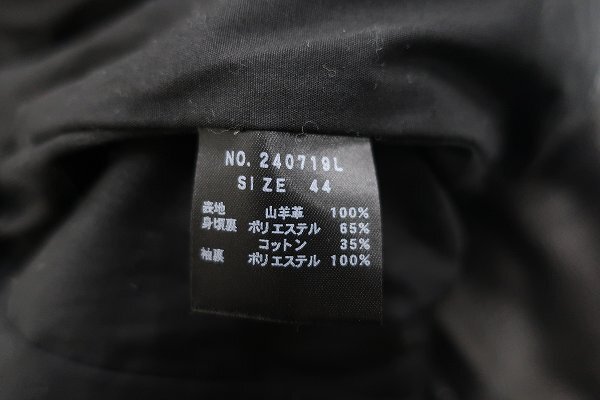 NO. 240719L
SIZE 44
表地 山羊革 100%
身頃裏 ポリエステル 65%
コットン 35%
袖裏 ポリエステル 100%